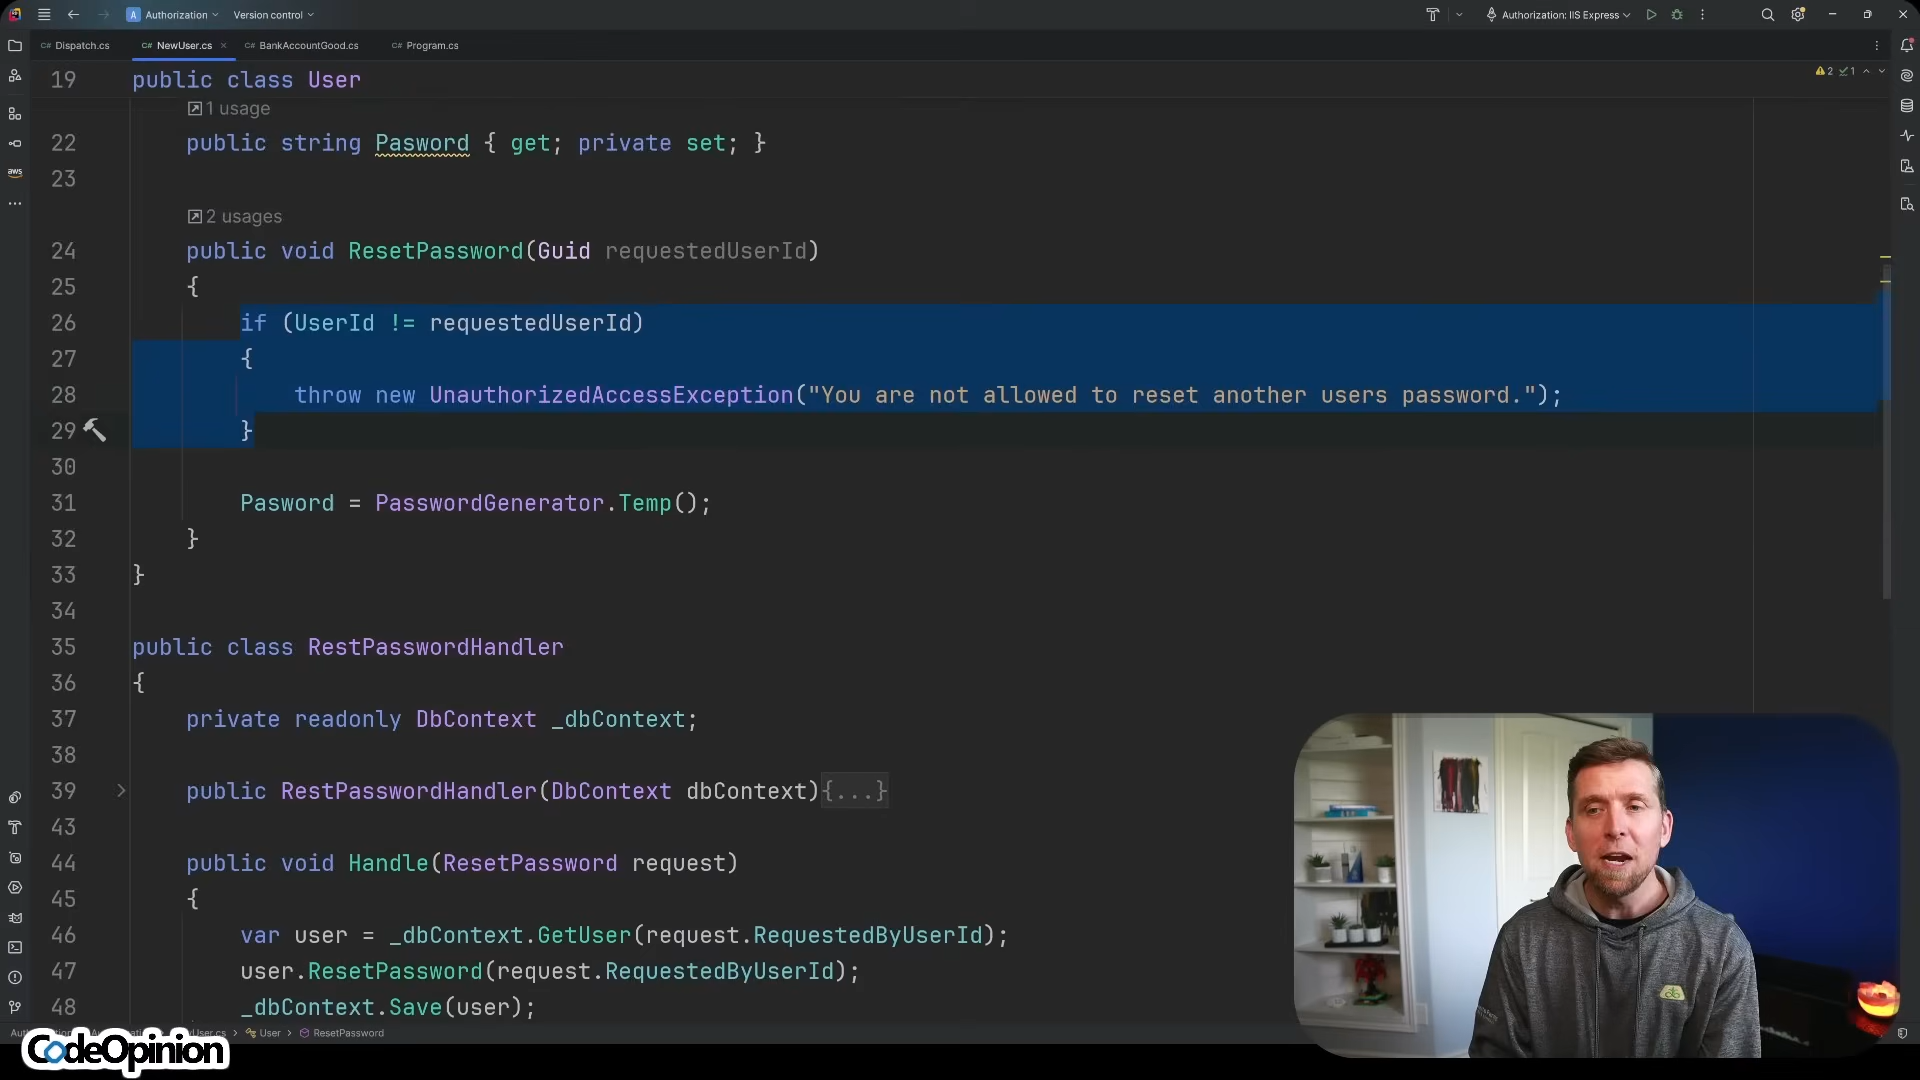 Authorization
Version control
Authorization: IIS Express
C# Dispatch.cs
C# NewUser.cs
C# BankAccountGood.cs
C# Program.cs
19 public class User
2 1
1 usage
22 public string Pasword { get; private set; }
23
2 usages
24 public void ResetPassword(Guid requestedUserId)
25 {
26 if (UserId != requestedUserId)
27 {
28 throw new UnauthorizedAccessException("You are not allowed to reset another users password.");
29 }
30
31 Pasword = PasswordGenerator.Temp();
32 }
33 }
34
35 public class RestPasswordHandler
36 {
37 private readonly DbContext _dbContext;
38
39 public RestPasswordHandler(DbContext dbContext){...}
43
44 public void Handle(ResetPassword request)
45 {
46 var user = _dbContext.GetUser(request.RequestedByUserId);
47 user.ResetPassword(request.RequestedByUserId);
48 _dbContext.Save(user);
User
ResetPassword
CodeOpinion
aws